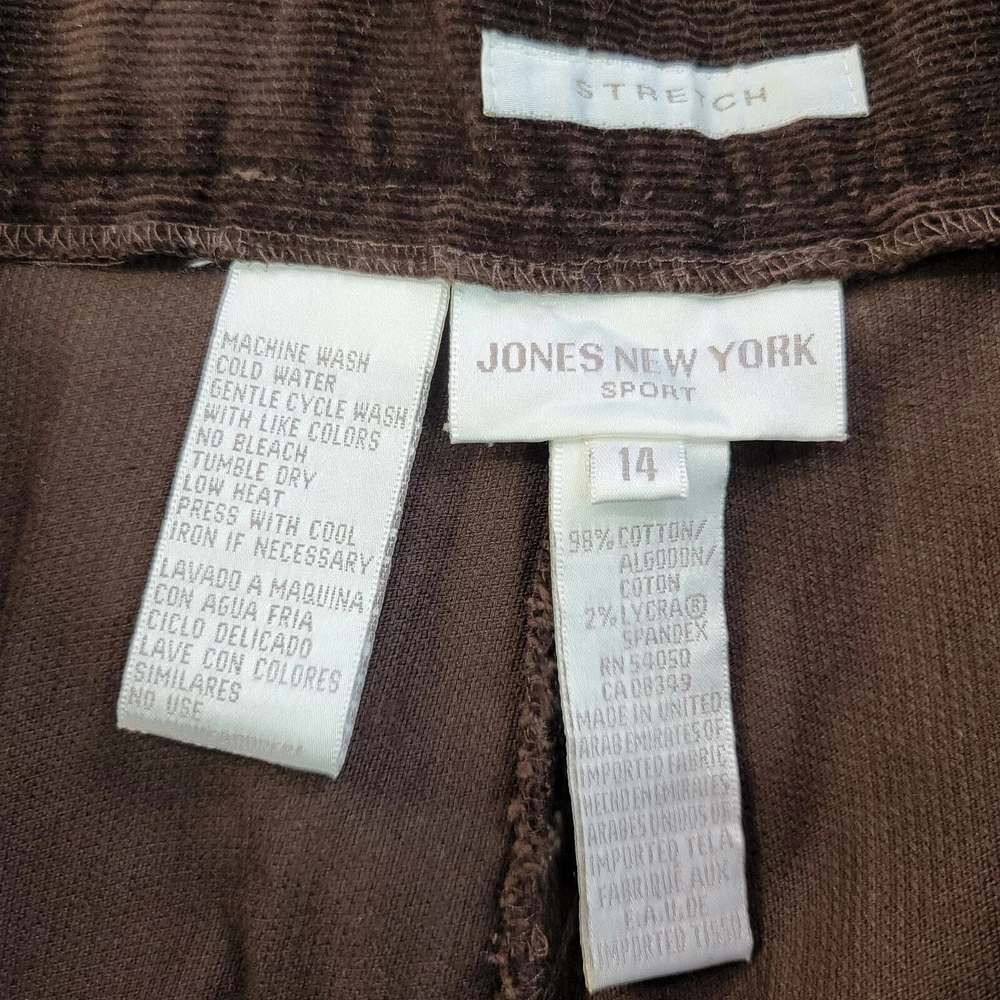 STRETCH
JONES NEW YORK
SPORT
14
MACHINE WASH
COLD WATER
GENTLE CYCLE WASH
WITH LIKE COLORS
NO BLEACH
TUMBLE DRY
LOW HEAT
PRESS WITH COOL
IRON IF NECESSARY
LAVADO A MAQUINA
CON AGUA FRIA
CICLO DELICADO
LAVE CON COLORES
SIMILARES
NO USE
98% COTTON/
ALGODON/
COTON
2% LYCRA®
SPANDEX
RN 54050
CA 08349
MADE IN UNITED
ARAB EMIRATES OF
IMPORTED FABRIC
HECHO EN EMIRATES
ARABES UNIDOS DE
IMPORTED TELA
FABRIQUE AUX
E.A.U. DE
IMPORTED TISSU